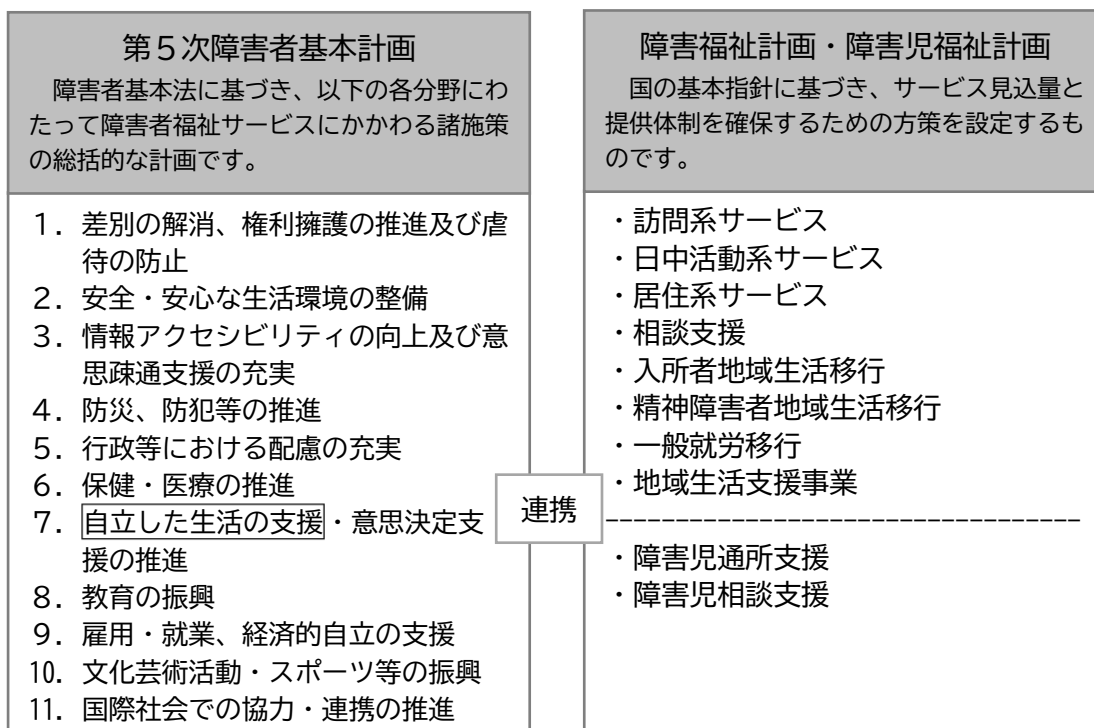 第５次障害者基本計画
障害者基本法に基づき、以下の各分野にわ
たって障害者福祉サービスにかかわる諸施策
の総括的な計画です。
１．差別の解消、権利擁護の推進及び虐
待の防止
２．安全・安心な生活環境の整備
３．情報アクセシビリティの向上及び意
思疎通支援の充実
４．防災、防犯等の推進
５．行政等における配慮の充実
６．保健・医療の推進
７．自立した生活の支援・意思決定支
援の推進
８．教育の振興
９．雇用・就業、経済的自立の支援
10．文化芸術活動・スポーツ等の振興
11．国際社会での協力・連携の推進
連携
障害福祉計画・障害児福祉計画
国の基本指針に基づき、サービス見込量と
提供体制を確保するための方策を設定するも
のです。
・訪問系サービス
・日中活動系サービス
・居住系サービス
・相談支援
・入所者地域生活移行
・精神障害者地域生活移行
・一般就労移行
・地域生活支援事業
・障害児通所支援
・障害児相談支援